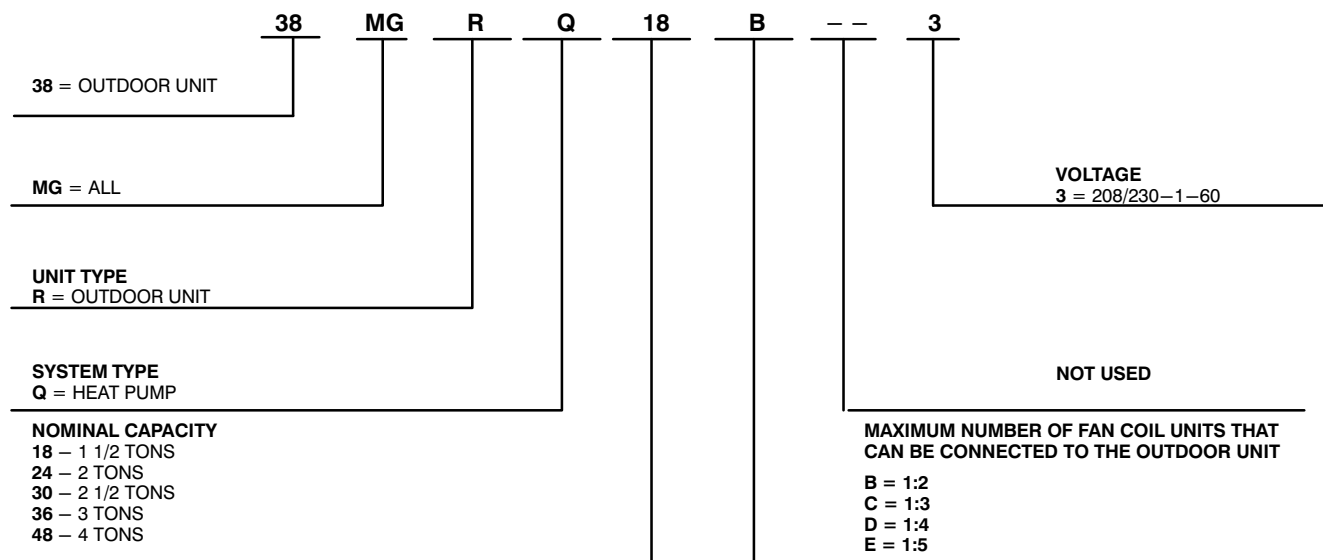 38 MG R Q 18 B – – 3
38 = OUTDOOR UNIT
MG = ALL
VOLTAGE
3 = 208/230–1–60
UNIT TYPE
R = OUTDOOR UNIT
SYSTEM TYPE
Q = HEAT PUMP
NOT USED
NOMINAL CAPACITY
18 – 1 1/2 TONS
24 – 2 TONS
30 – 2 1/2 TONS
36 – 3 TONS
48 – 4 TONS
MAXIMUM NUMBER OF FAN COIL UNITS THAT
CAN BE CONNECTED TO THE OUTDOOR UNIT
B = 1:2
C = 1:3
D = 1:4
E = 1:5